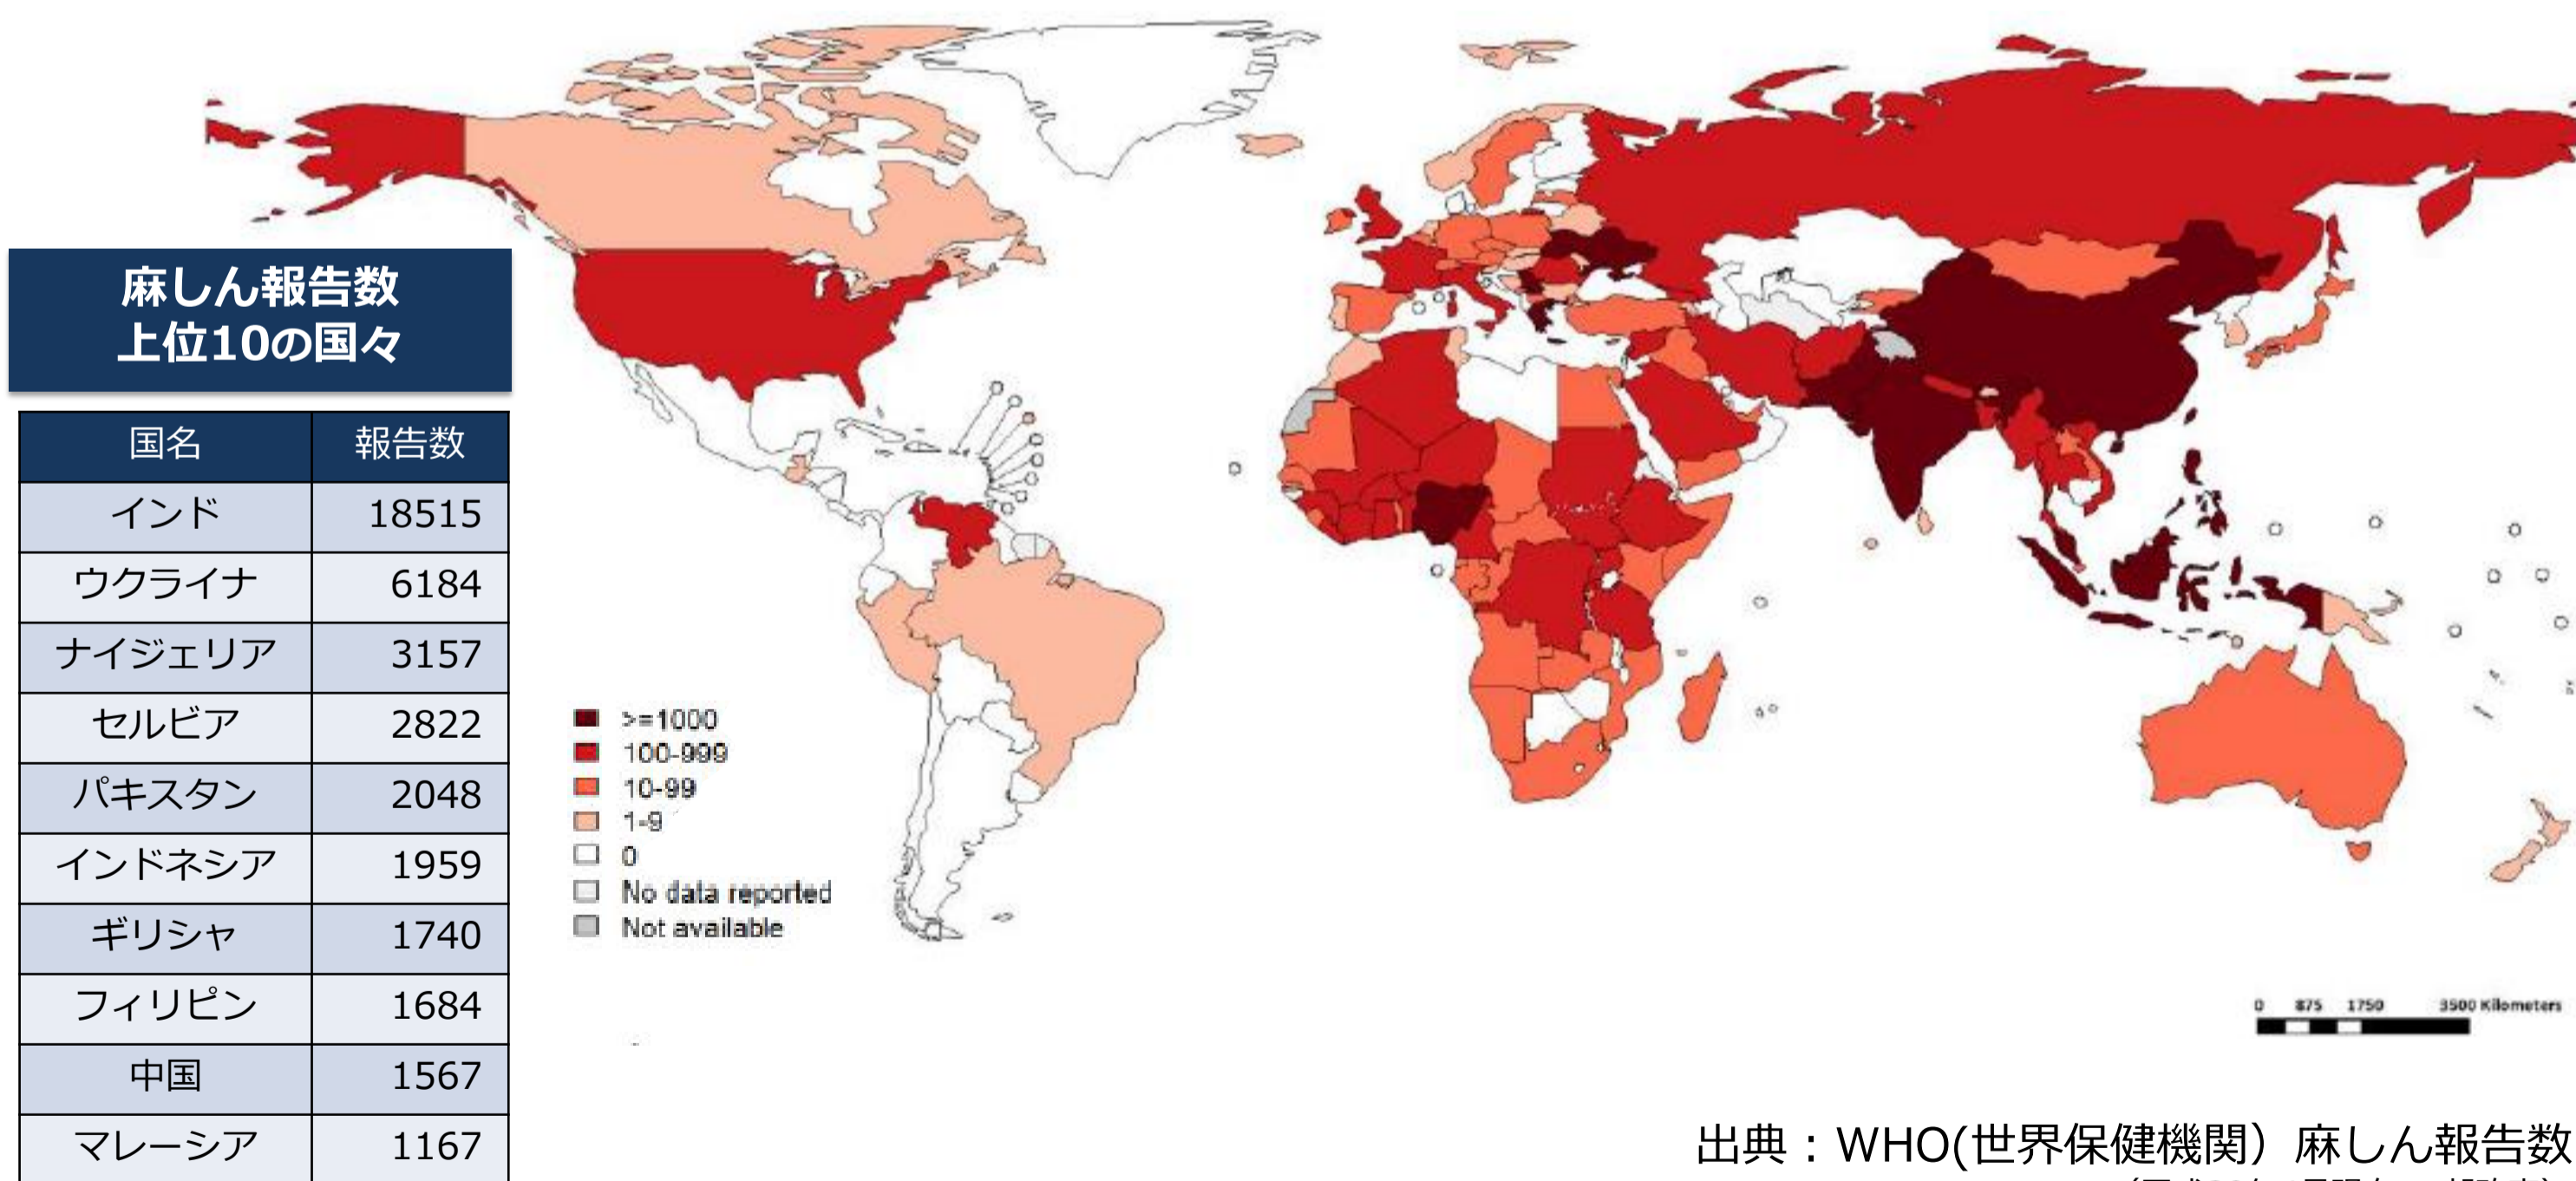 麻しん報告数
上位10の国々
国名 報告数
インド 18515
ウクライナ 6184
ナイジェリア 3157
セルビア 2822
パキスタン 2048
インドネシア 1959
ギリシャ 1740
フィリピン 1684
中国 1567
マレーシア 1167
>=1000
100-999
10-99
1-9
0
No data reported
Not available
0 875 1750 3500 Kilometers
出典：WHO(世界保健機関）麻しん報告数